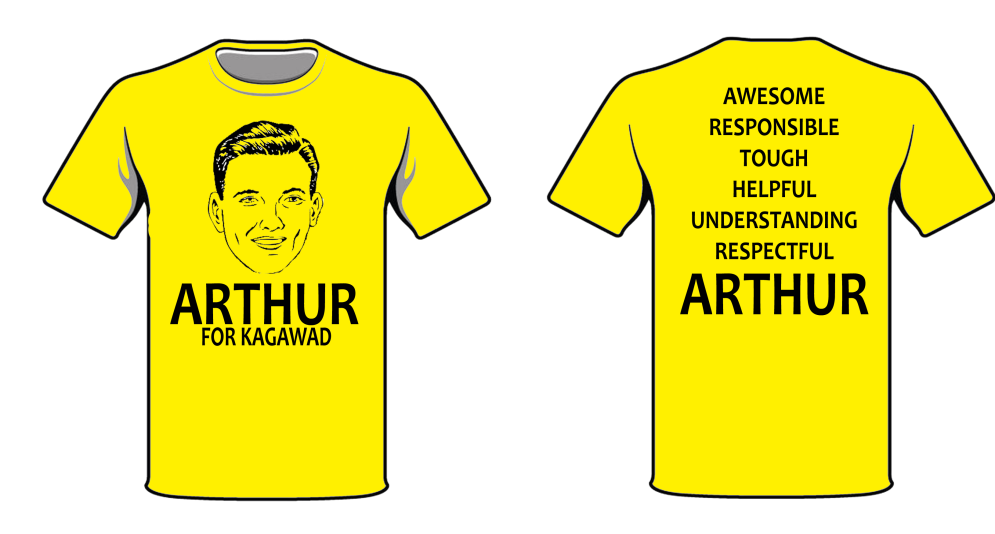 ARTHUR
FOR KAGAWAD
AWESOME
RESPONSIBLE
TOUGH
HELPFUL
UNDERSTANDING
RESPECTFUL
ARTHUR